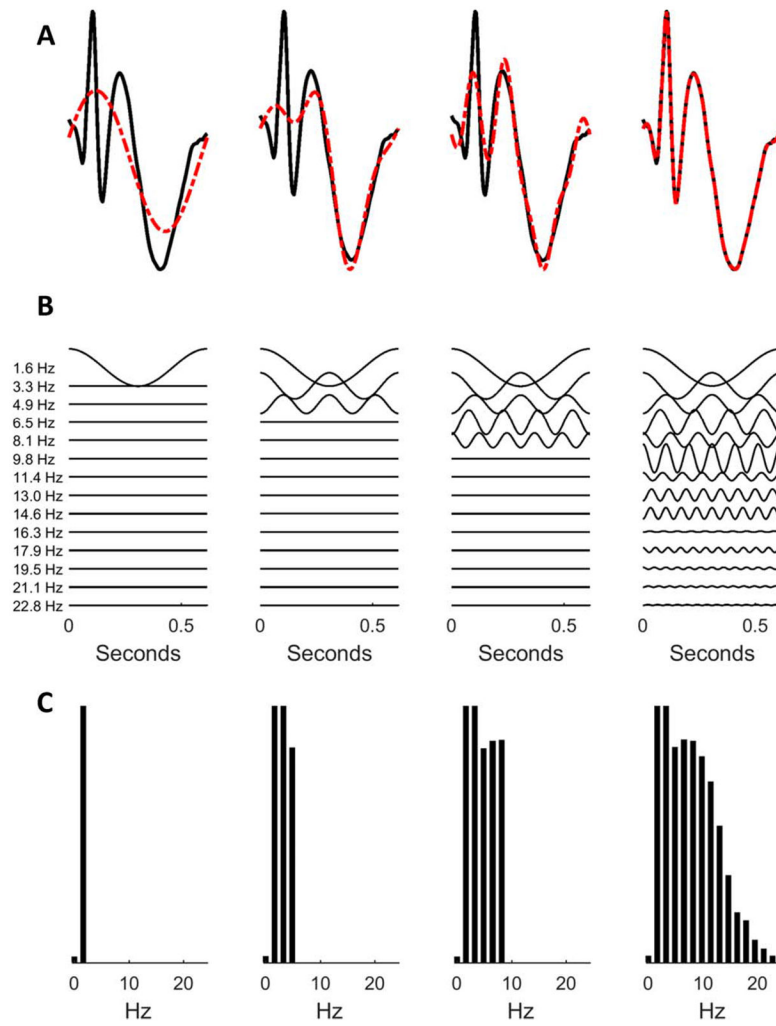 A
B
1.6 Hz
3.3 Hz
4.9 Hz
6.5 Hz
8.1 Hz
9.8 Hz
11.4 Hz
13.0 Hz
14.6 Hz
16.3 Hz
17.9 Hz
19.5 Hz
21.1 Hz
22.8 Hz
0 0.5 0 0.5 0 0.5 0 0.5
Seconds Seconds Seconds Seconds
C
0 10 20 0 10 20 0 10 20 0 10 20
Hz Hz Hz Hz